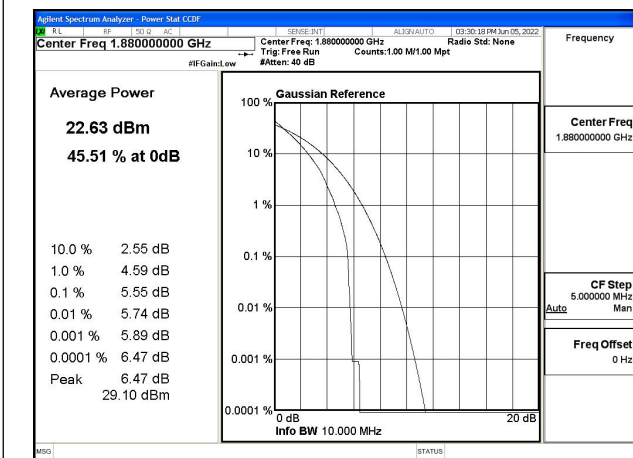 Agilent Spectrum Analyzer - Power Stat CCDF
LXI RL RF 50 Ω AC SENSE:INT ALIGN AUTO 03:30:18 PM Jun 05, 2022
Center Freq 1.880000000 GHz
Center Freq: 1.880000000 GHz Radio Std: None
Trig: Free Run Counts:1.00 M/1.00 Mpt
#IFGain:Low #Atten: 40 dB
Frequency
Average Power
22.63 dBm
45.51 % at 0dB
10.0 % 2.55 dB
1.0 % 4.59 dB
0.1 % 5.55 dB
0.01 % 5.74 dB
0.001 % 5.89 dB
0.0001 % 6.47 dB
Peak 6.47 dB
29.10 dBm
Gaussian Reference
100 %
10 %
1 %
0.1 %
0.01 %
0.001 %
0.0001 %
0 dB 20 dB
Info BW 10.000 MHz
Center Freq
1.880000000 GHz
CF Step
5.000000 MHz
Auto Man
Freq Offset
0 Hz
MSG STATUS